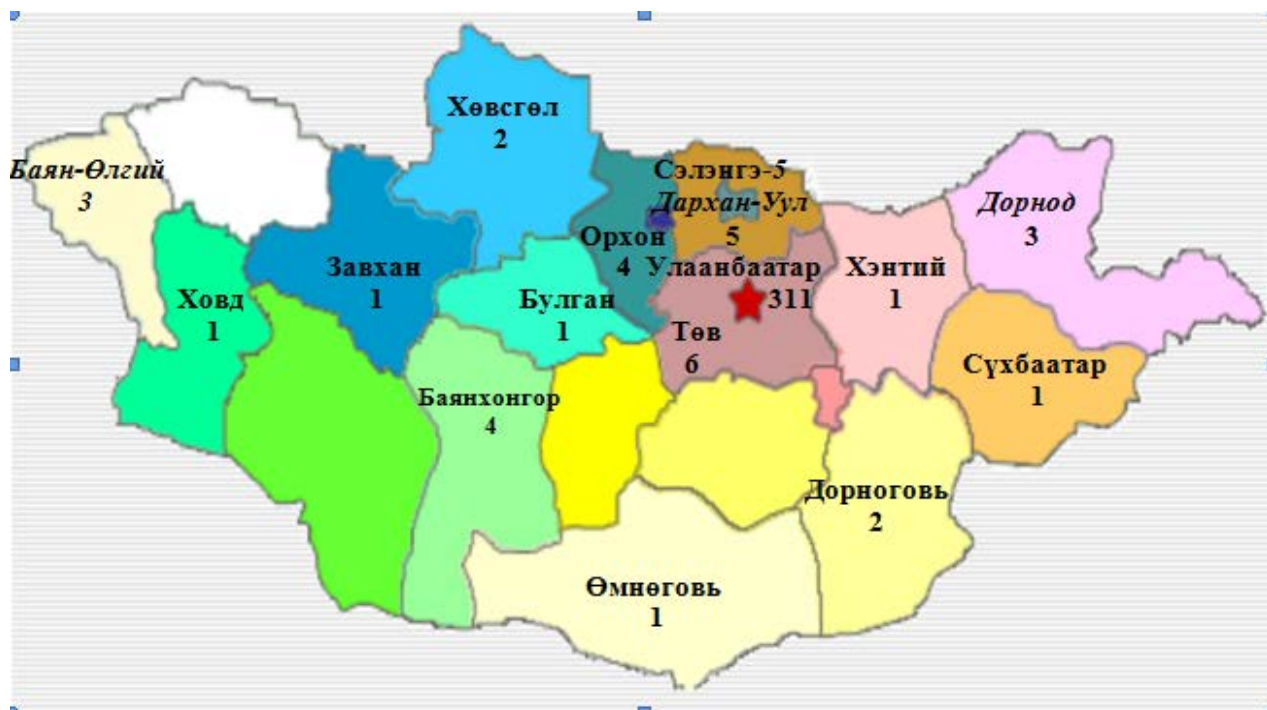 Хөвсгөл
2
Баян-Өлгий
3
Сэлэнгэ-5
Дархан-Уул
5
Дорнод
3
Орхон
4
Улаанбаатар
311
Завхан
1
Хэнтий
1
Ховд
1
Булган
1
Төв
6
Сүхбаатар
1
Баянхонгор
4
Дорноговь
2
Өмнөговь
1